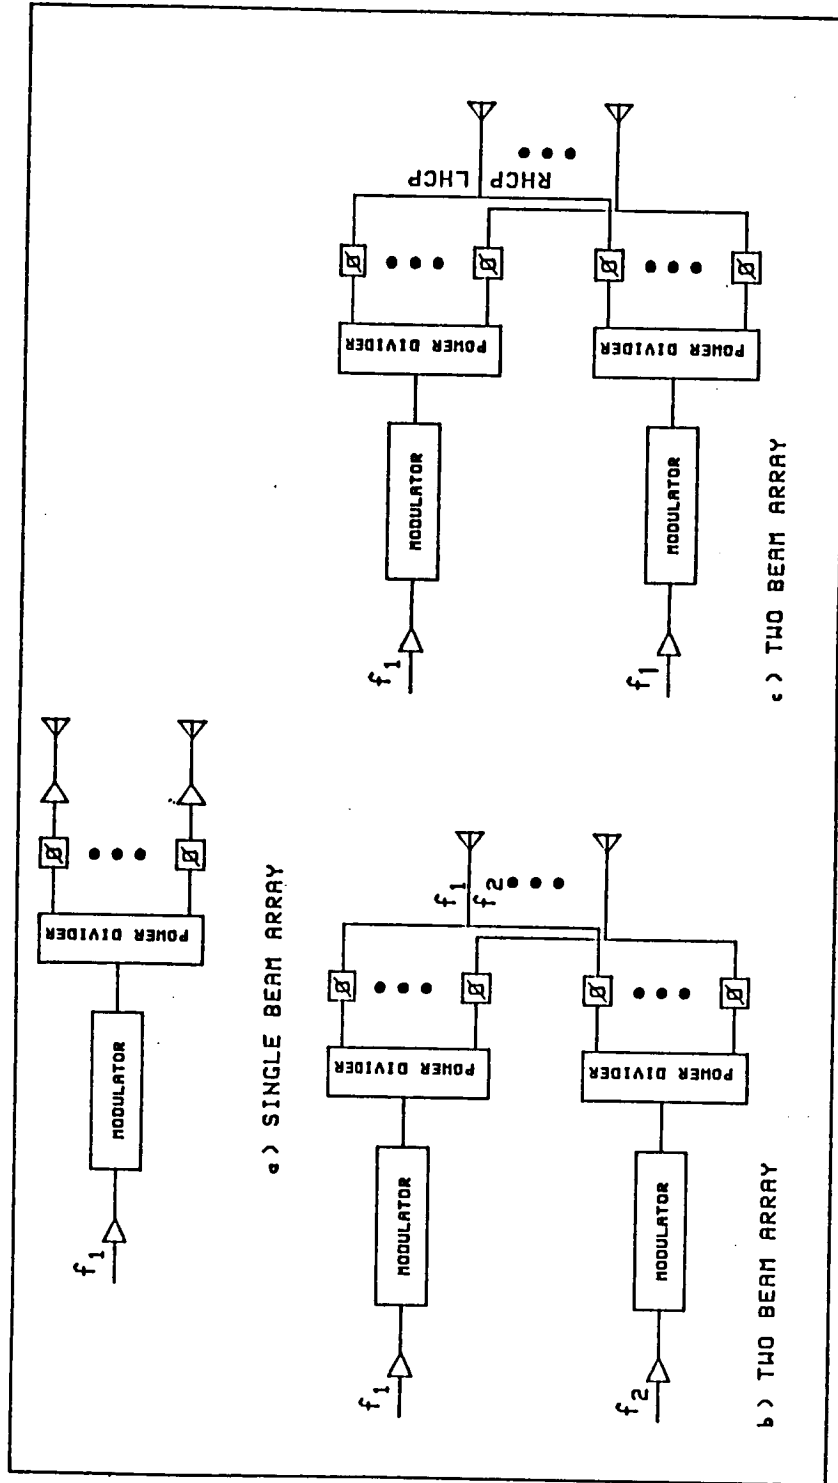 f1
MODULATOR
POWER DIVIDER
Ø
Ø
a) SINGLE BEAM ARRAY
f1
MODULATOR
POWER DIVIDER
Ø
Ø
f1
f2
f2
MODULATOR
POWER DIVIDER
Ø
Ø
b) TWO BEAM ARRAY
f1
MODULATOR
POWER DIVIDER
Ø
Ø
LHCP
RHCP
f1
MODULATOR
POWER DIVIDER
Ø
Ø
c) TWO BEAM ARRAY